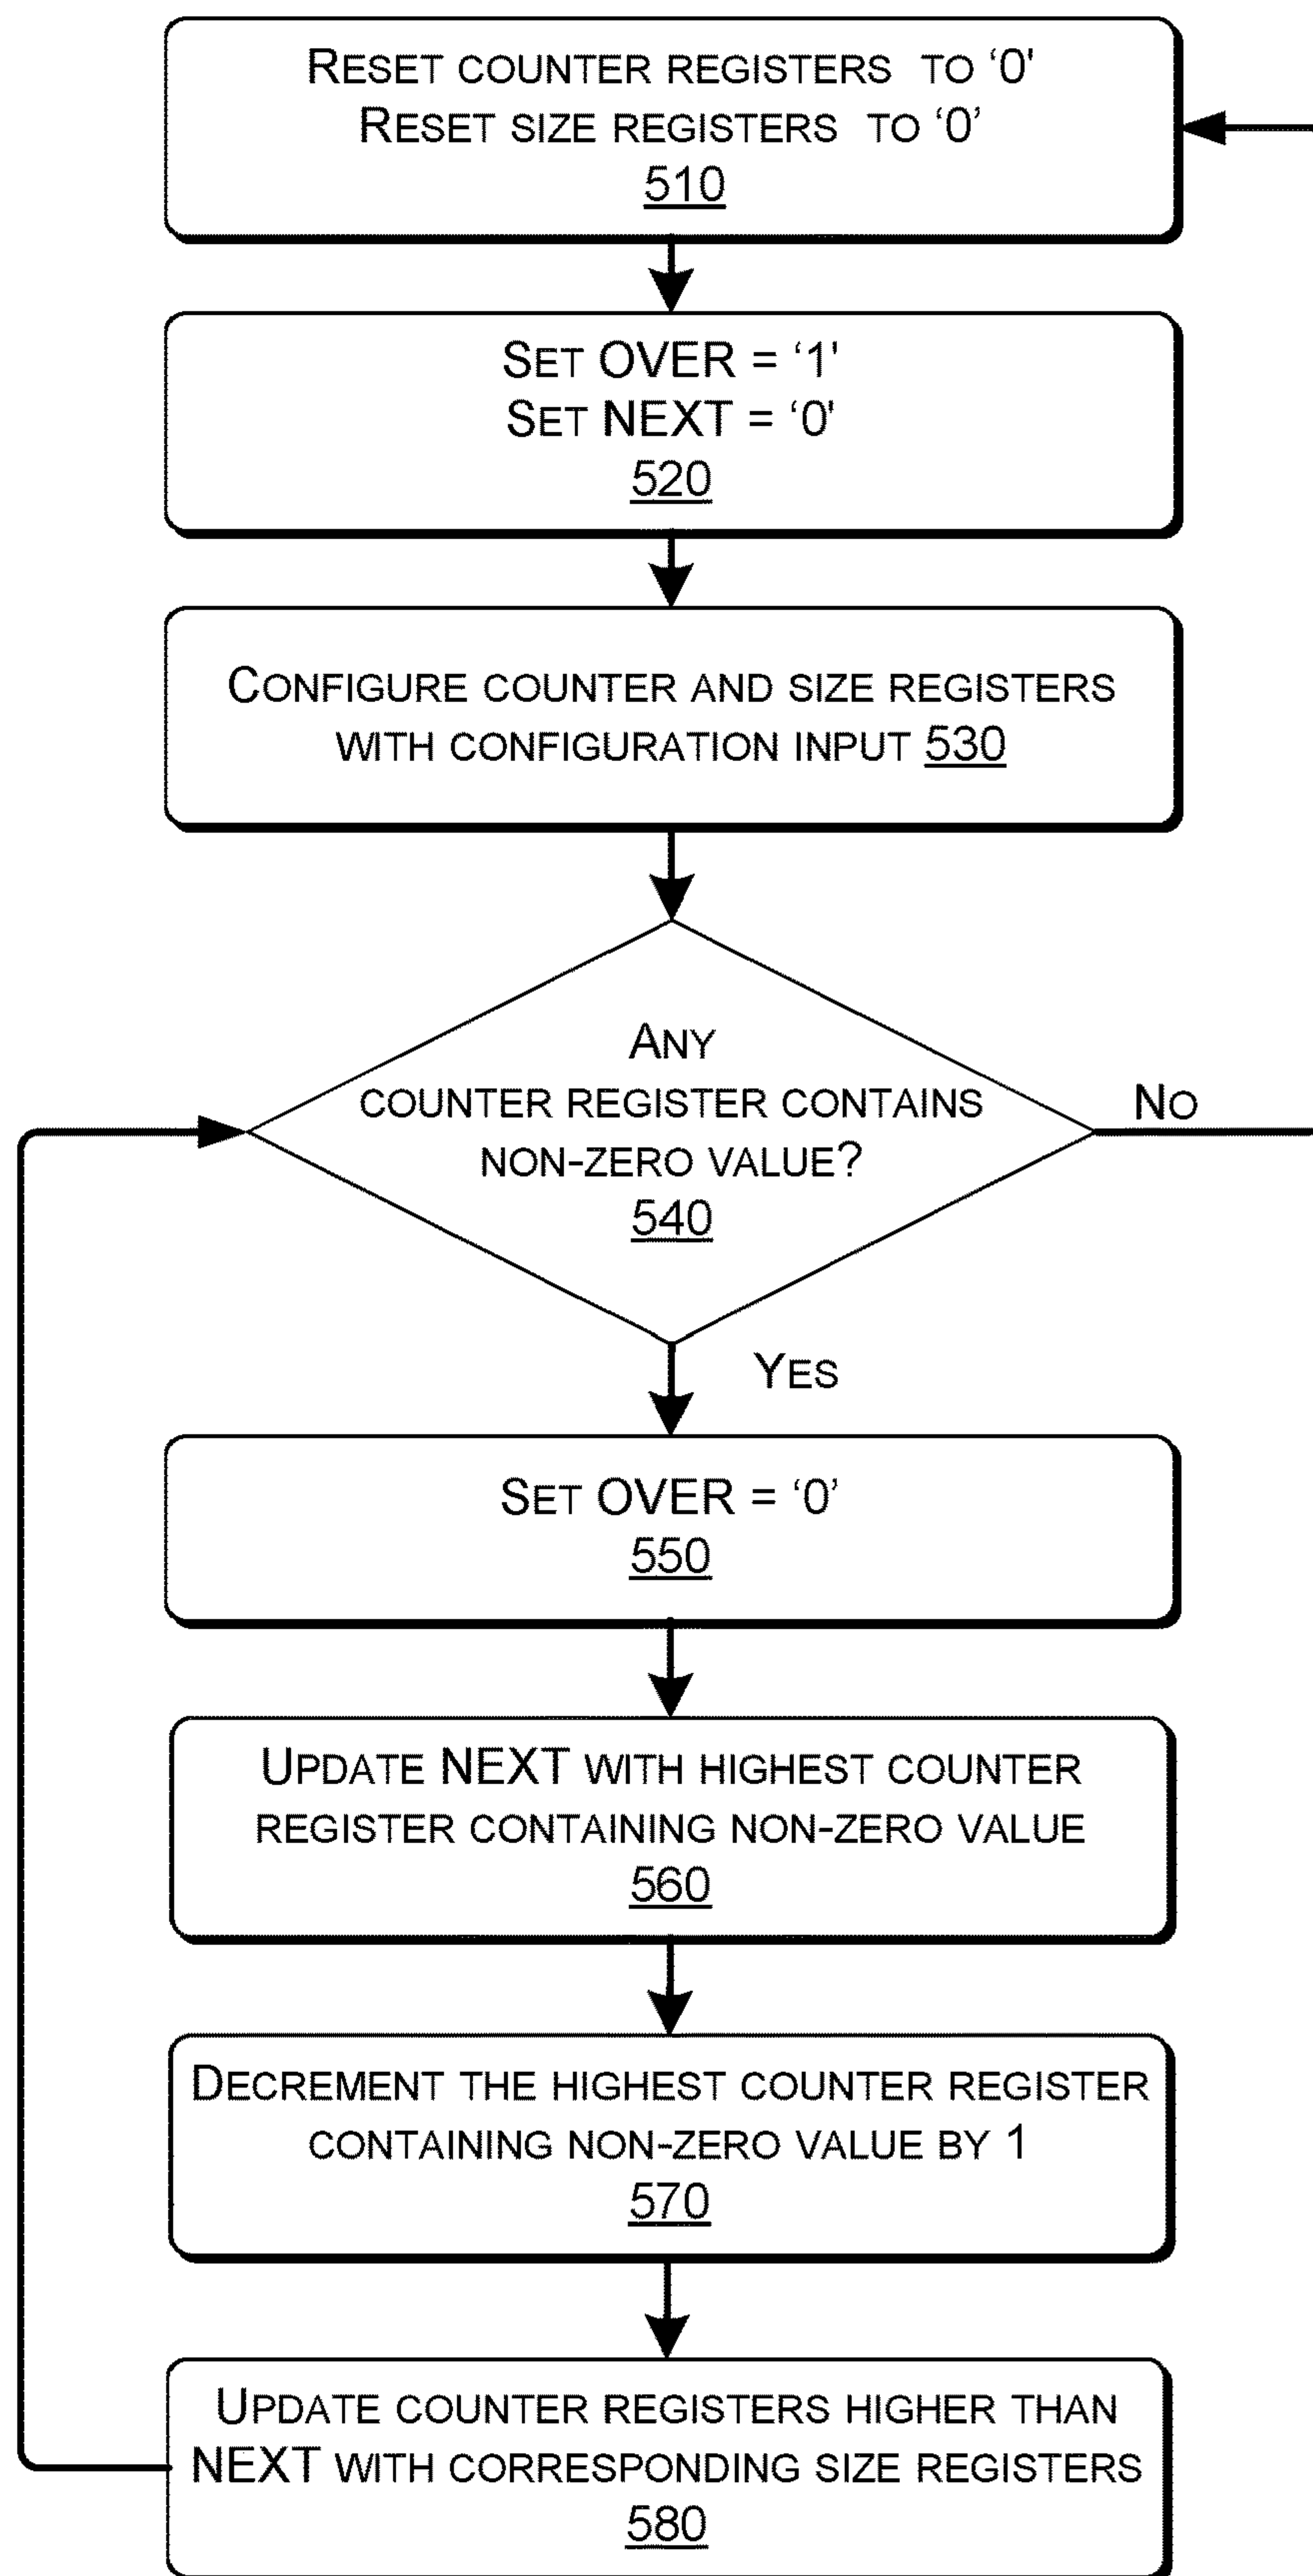 RESET COUNTER REGISTERS TO ‘0'
RESET SIZE REGISTERS TO ‘0’
510
SET OVER = ‘1'
SET NEXT = ‘0'
520
CONFIGURE COUNTER AND SIZE REGISTERS
WITH CONFIGURATION INPUT 530
ANY
COUNTER REGISTER CONTAINS
NON-ZERO VALUE?
540
NO
YES
SET OVER = ‘0’
550
UPDATE NEXT WITH HIGHEST COUNTER
REGISTER CONTAINING NON-ZERO VALUE
560
DECREMENT THE HIGHEST COUNTER REGISTER
CONTAINING NON-ZERO VALUE BY 1
570
UPDATE COUNTER REGISTERS HIGHER THAN
NEXT WITH CORRESPONDING SIZE REGISTERS
580